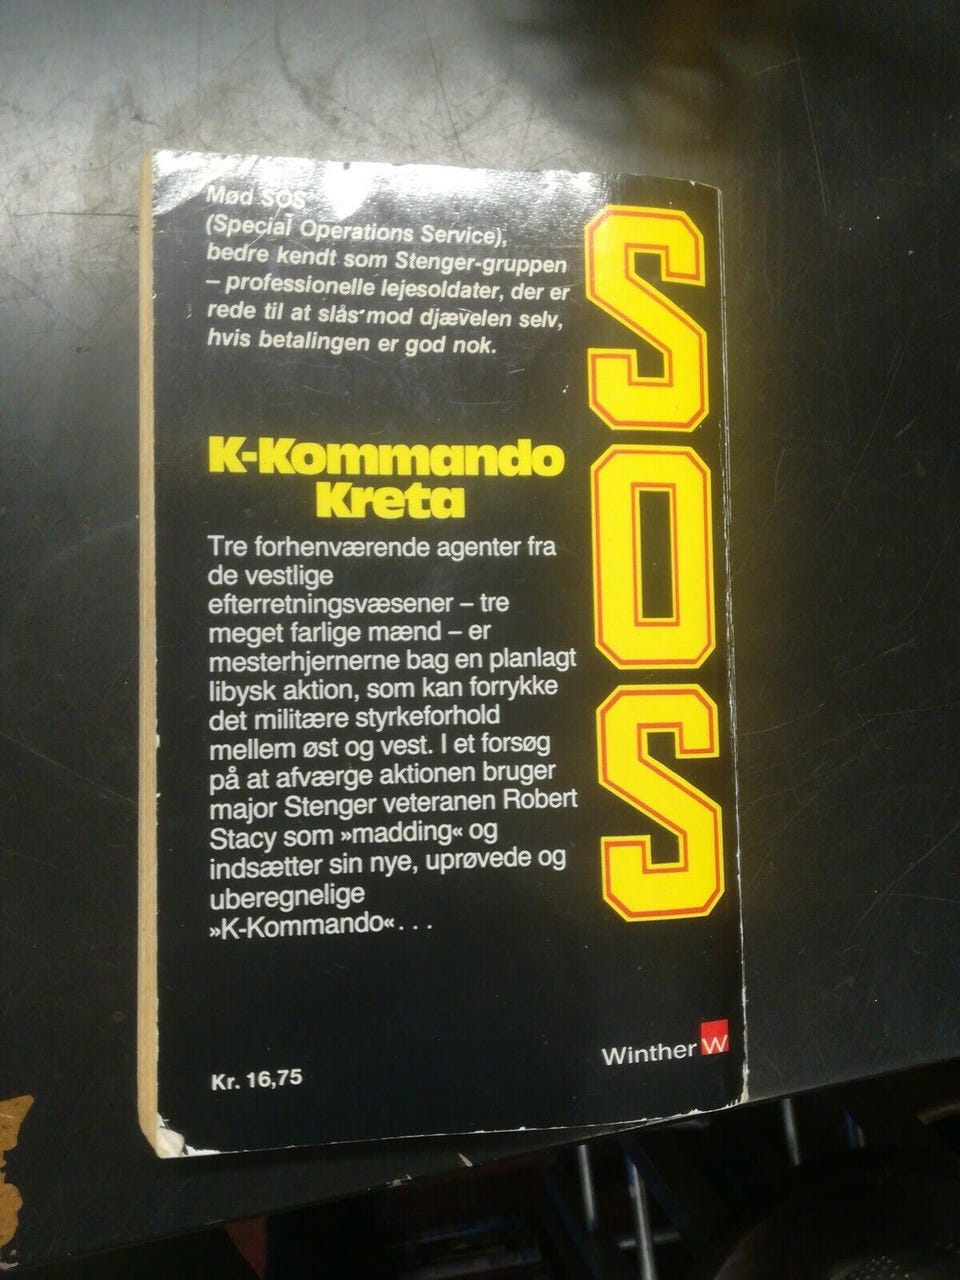 Mød SOS
(Special Operations Service),
bedre kendt som Stenger-gruppen
– professionelle lejesoldater, der er
rede til at slås mod djævelen selv,
hvis betalingen er god nok.
K-Kommando
Kreta
Tre forhenværende agenter fra
de vestlige
efterretningsvæsener – tre
meget farlige mænd – er
mesterhjernerne bag en planlagt
libysk aktion, som kan forrykke
det militære styrkeforhold
mellem øst og vest. I et forsøg
på at afværge aktionen bruger
major Stenger veteranen Robert
Stacy som »madding« og
indsætter sin nye, uprøvede og
uberegnelige
»K-Kommando«...
SOS
Winther W
Kr. 16,75